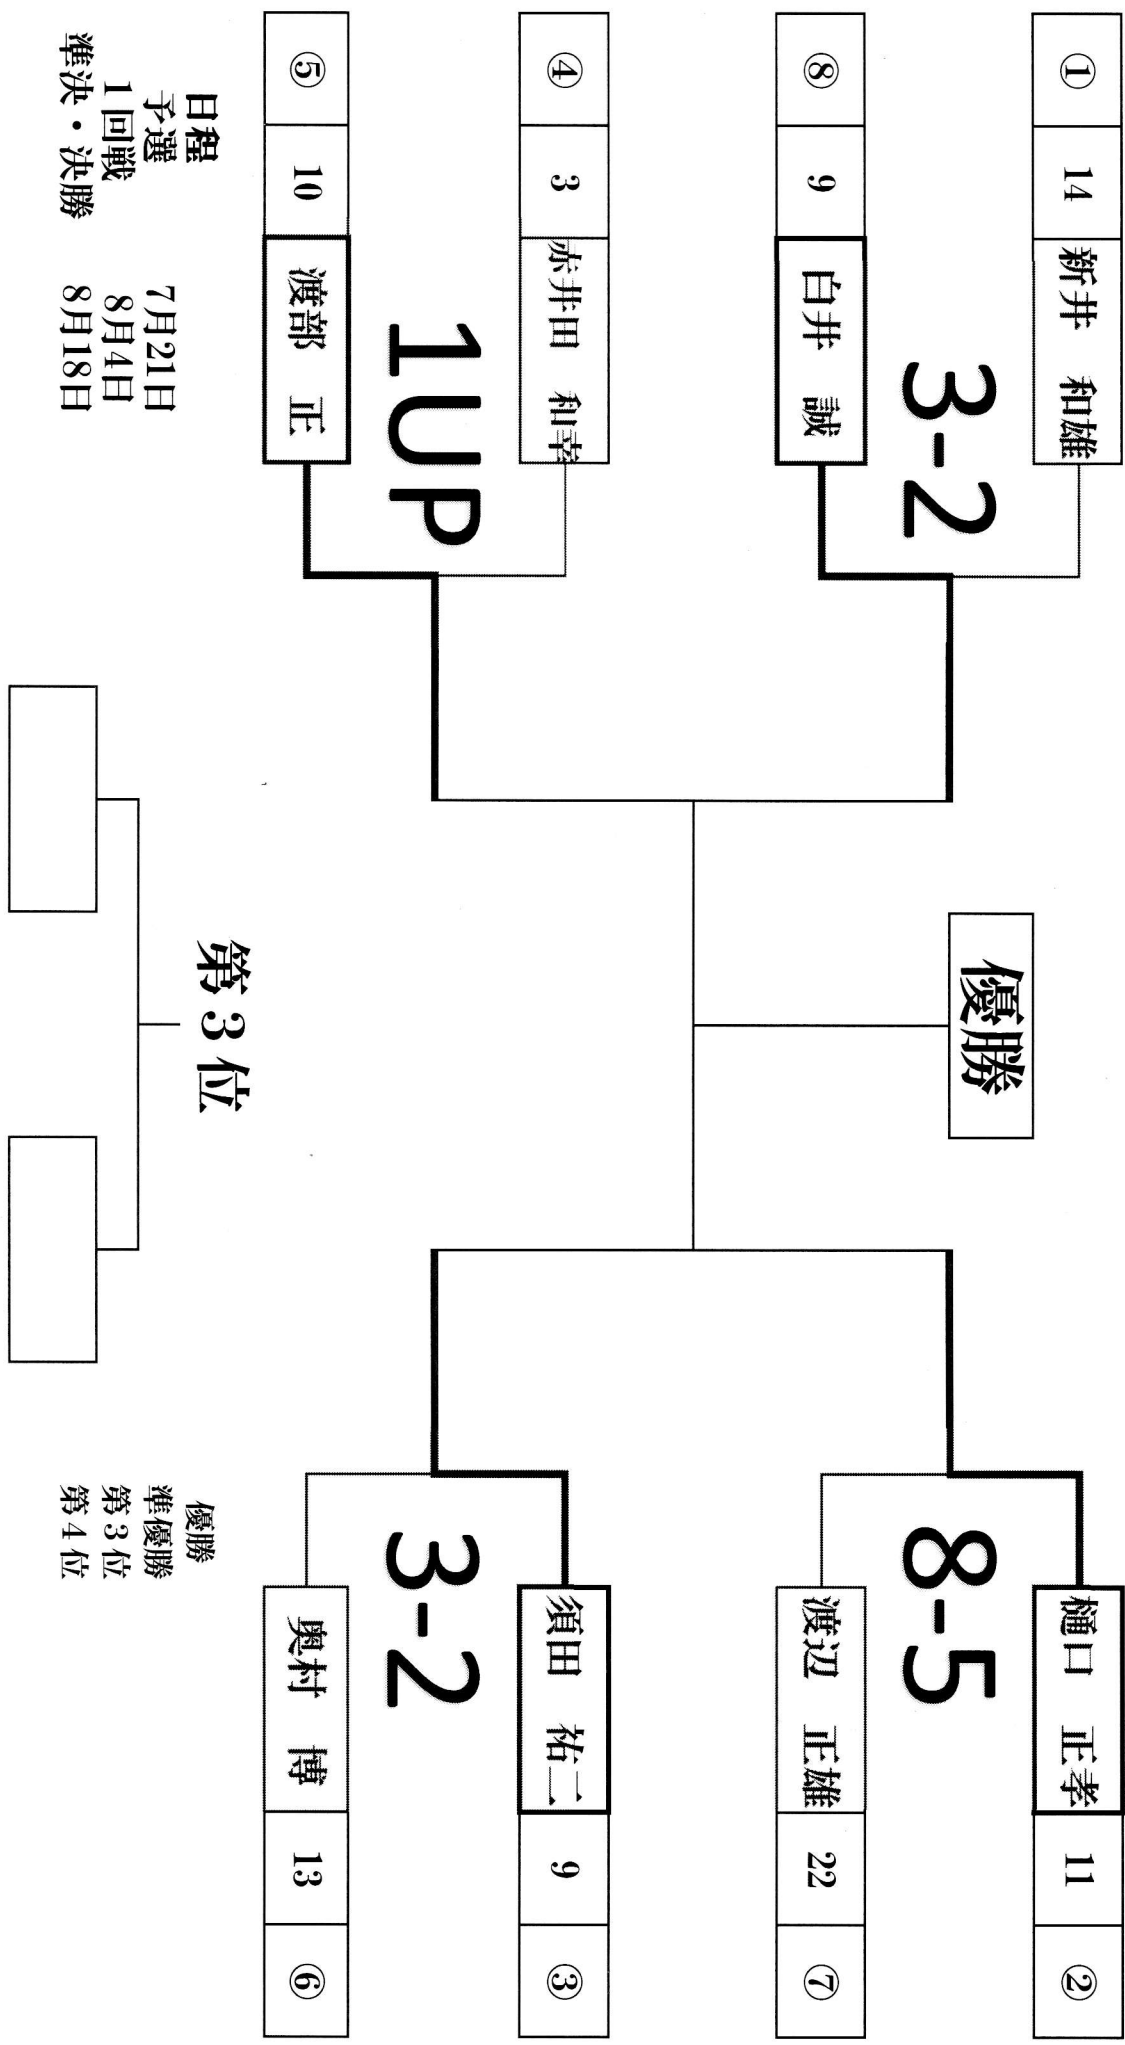 優勝
① 14 新井 和雄
3-2
⑧ 9 白井 誠
④ 3 赤井田 和幸
1UP
⑤ 10 渡部 正
樋口 正孝 11 ②
8-5
渡辺 正雄 22 ⑦
須田 祐二 9 ③
3-2
奥村 博 13 ⑥
第3位
日程
予選 7月21日
1回戦 8月4日
準決・決勝 8月18日
優勝
準優勝
第3位
第4位